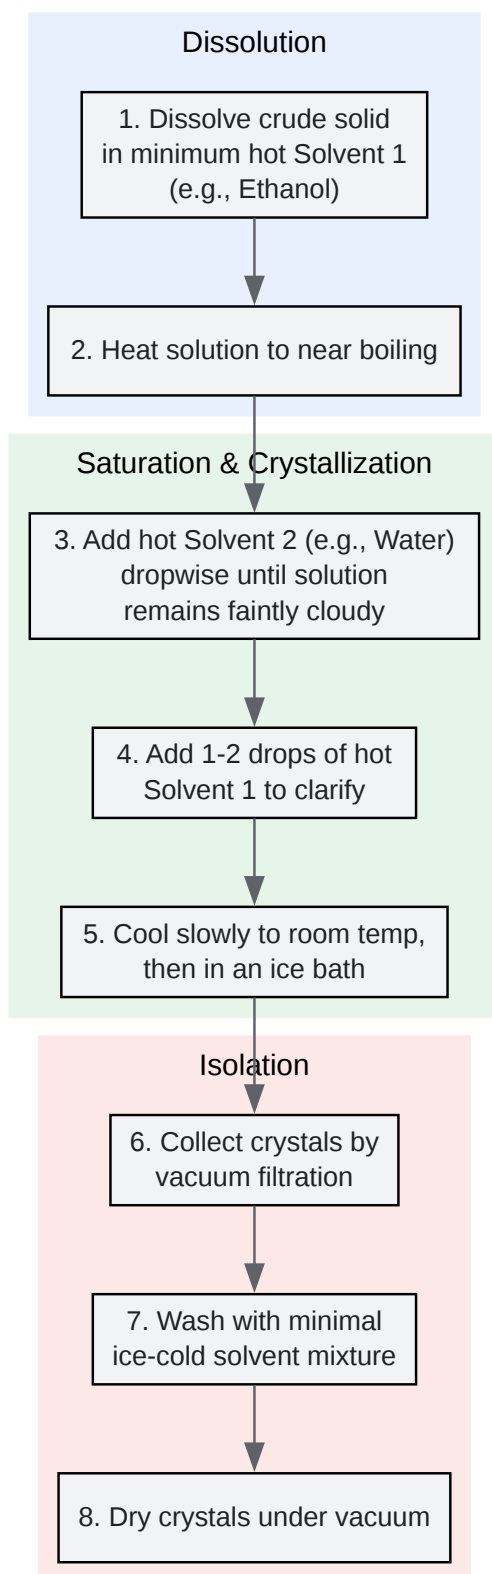 Dissolution
1. Dissolve crude solid
in minimum hot Solvent 1
(e.g., Ethanol)
2. Heat solution to near boiling
Saturation & Crystallization
3. Add hot Solvent 2 (e.g., Water)
dropwise until solution
remains faintly cloudy
4. Add 1-2 drops of hot
Solvent 1 to clarify
5. Cool slowly to room temp,
then in an ice bath
Isolation
6. Collect crystals by
vacuum filtration
7. Wash with minimal
ice-cold solvent mixture
8. Dry crystals under vacuum